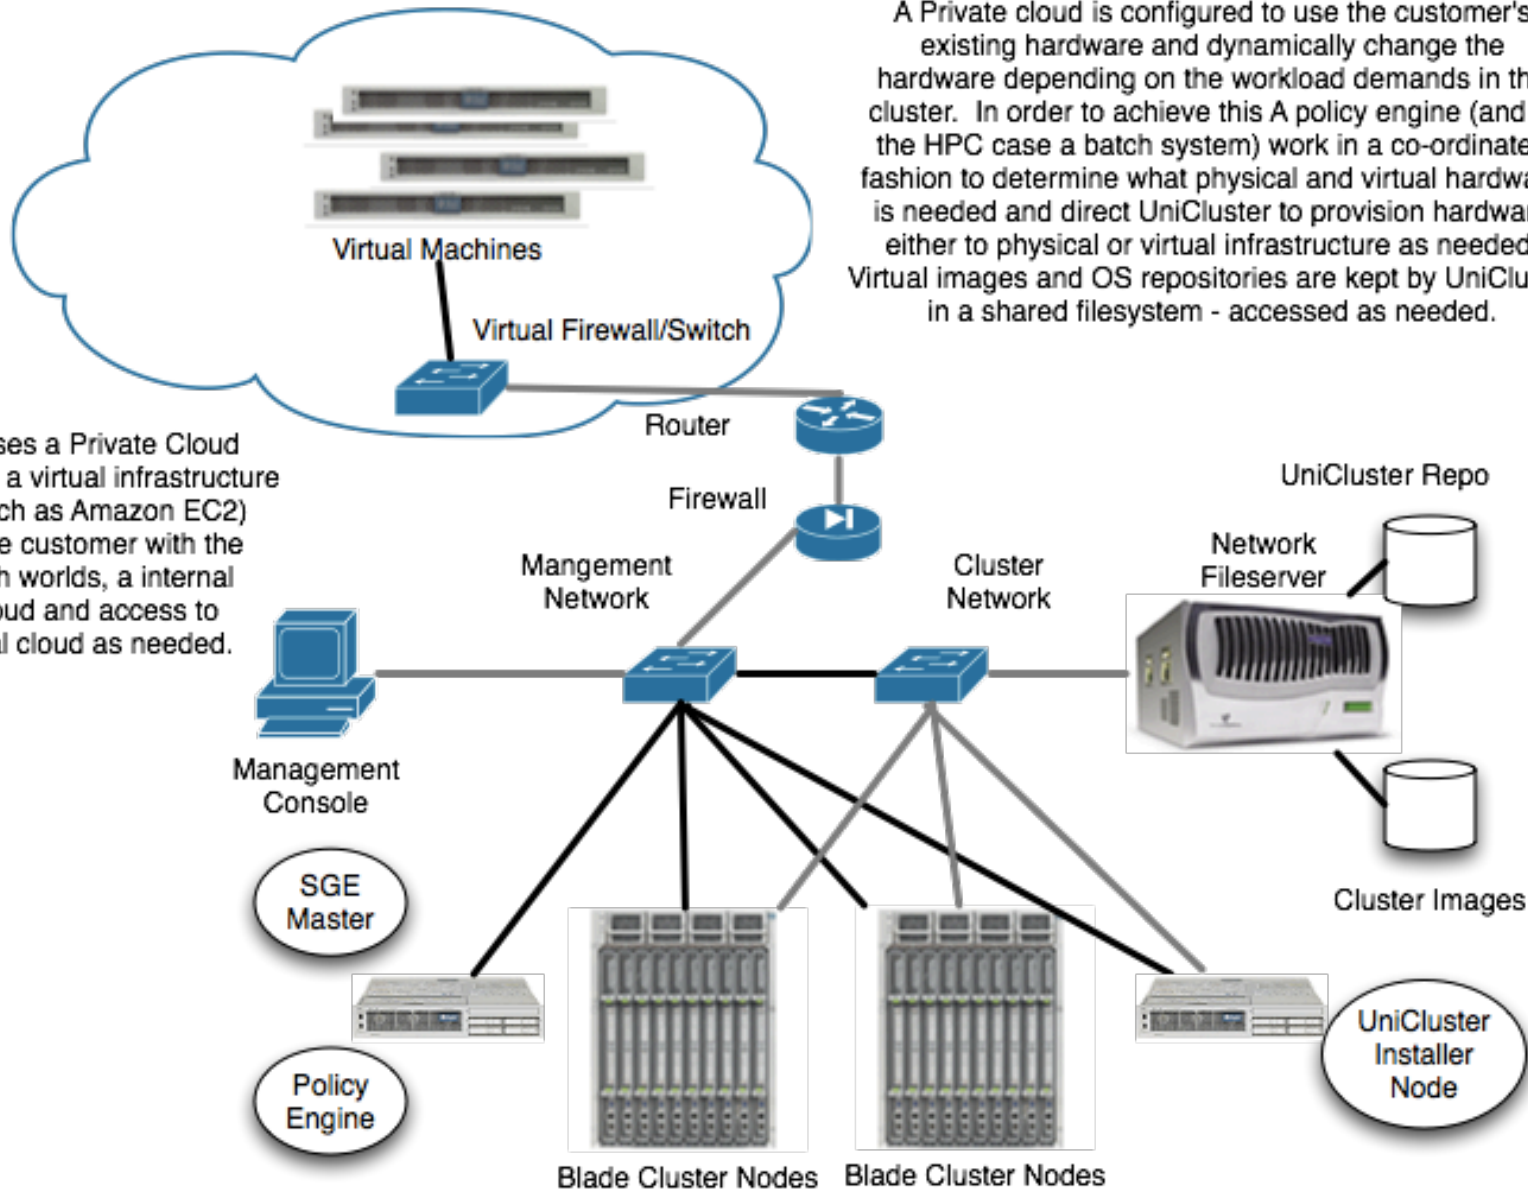 A Private cloud is configured to use the customer's
existing hardware and dynamically change the
hardware depending on the workload demands in th
cluster.  In order to achieve this A policy engine (and
the HPC case a batch system) work in a co-ordinate
fashion to determine what physical and virtual hardwa
is needed and direct UniCluster to provision hardwar
either to physical or virtual infrastructure as needed
Virtual images and OS repositories are kept by UniClu
in a shared filesystem - accessed as needed.
Virtual Machines
Virtual Firewall/Switch
Router
ses a Private Cloud
a virtual infrastructure
ch as Amazon EC2)
e customer with the
h worlds, a internal
oud and access to
al cloud as needed.
Firewall
UniCluster Repo
Mangement
Network
Cluster
Network
Network
Fileserver
Management
Console
SGE
Master
Cluster Images
Policy
Engine
UniCluster
Installer
Node
Blade Cluster Nodes
Blade Cluster Nodes